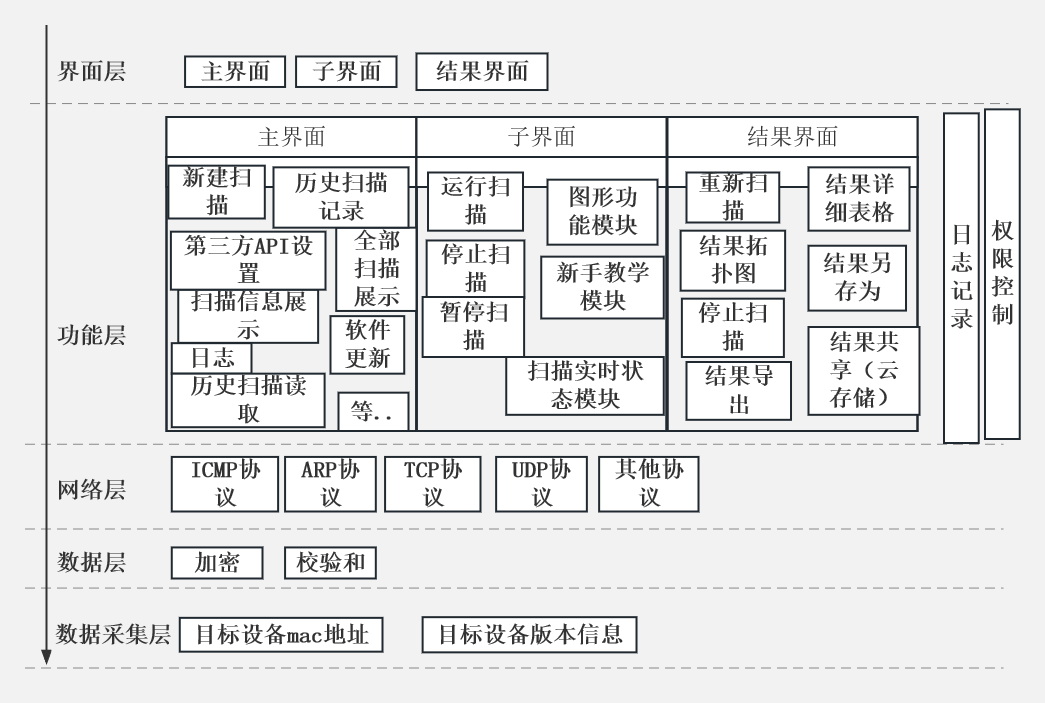 界面层
主界面
子界面
结果界面
功能层
主界面
新建扫
描
历史扫描
记录
第三方API设
置
全部
扫描
展示
扫描信息展
示
软件
更新
日志
历史扫描读
取
等..
子界面
运行扫
描
图形功
能模块
停止扫
描
新手教学
模块
暂停扫
描
扫描实时状
态模块
结果界面
重新扫
描
结果详
细表格
结果拓
扑图
结果另
存为
停止扫
描
结果共
享（云
存储）
结果导
出
日志记录
权限控制
网络层
ICMP协
议
ARP协
议
TCP协
议
UDP协
议
其他协
议
数据层
加密
校验和
数据采集层
目标设备mac地址
目标设备版本信息